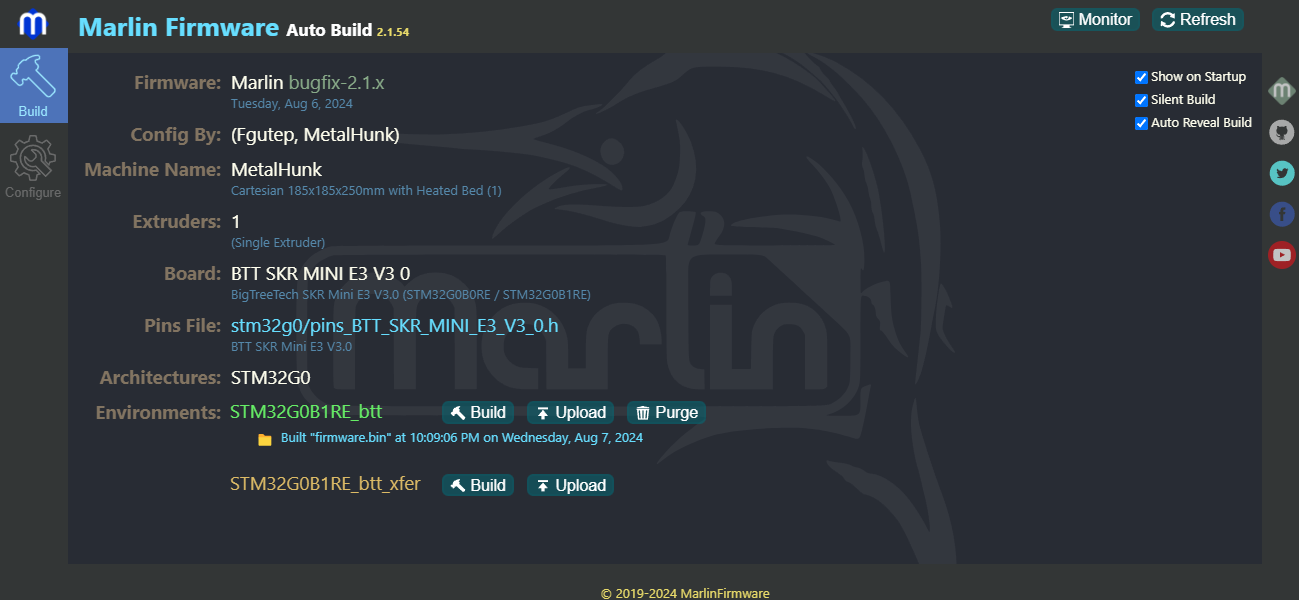 Marlin Firmware Auto Build 2.1.54
Monitor
Refresh
Build
Configure
Show on Startup
Silent Build
Auto Reveal Build
Firmware: Marlin bugfix-2.1.x
Tuesday, Aug 6, 2024
Config By: (Fgutep, MetalHunk)
Machine Name: MetalHunk
Cartesian 185x185x250mm with Heated Bed (1)
Extruders: 1
(Single Extruder)
Board: BTT SKR MINI E3 V3 0
BigTreeTech SKR Mini E3 V3.0 (STM32G0B0RE / STM32G0B1RE)
Pins File: stm32g0/pins_BTT_SKR_MINI_E3_V3_0.h
BTT SKR Mini E3 V3.0
Architectures: STM32G0
Environments: STM32G0B1RE_btt Build Upload Purge
Built "firmware.bin" at 10:09:06 PM on Wednesday, Aug 7, 2024
STM32G0B1RE_btt_xfer Build Upload
marlin
© 2019-2024 MarlinFirmware